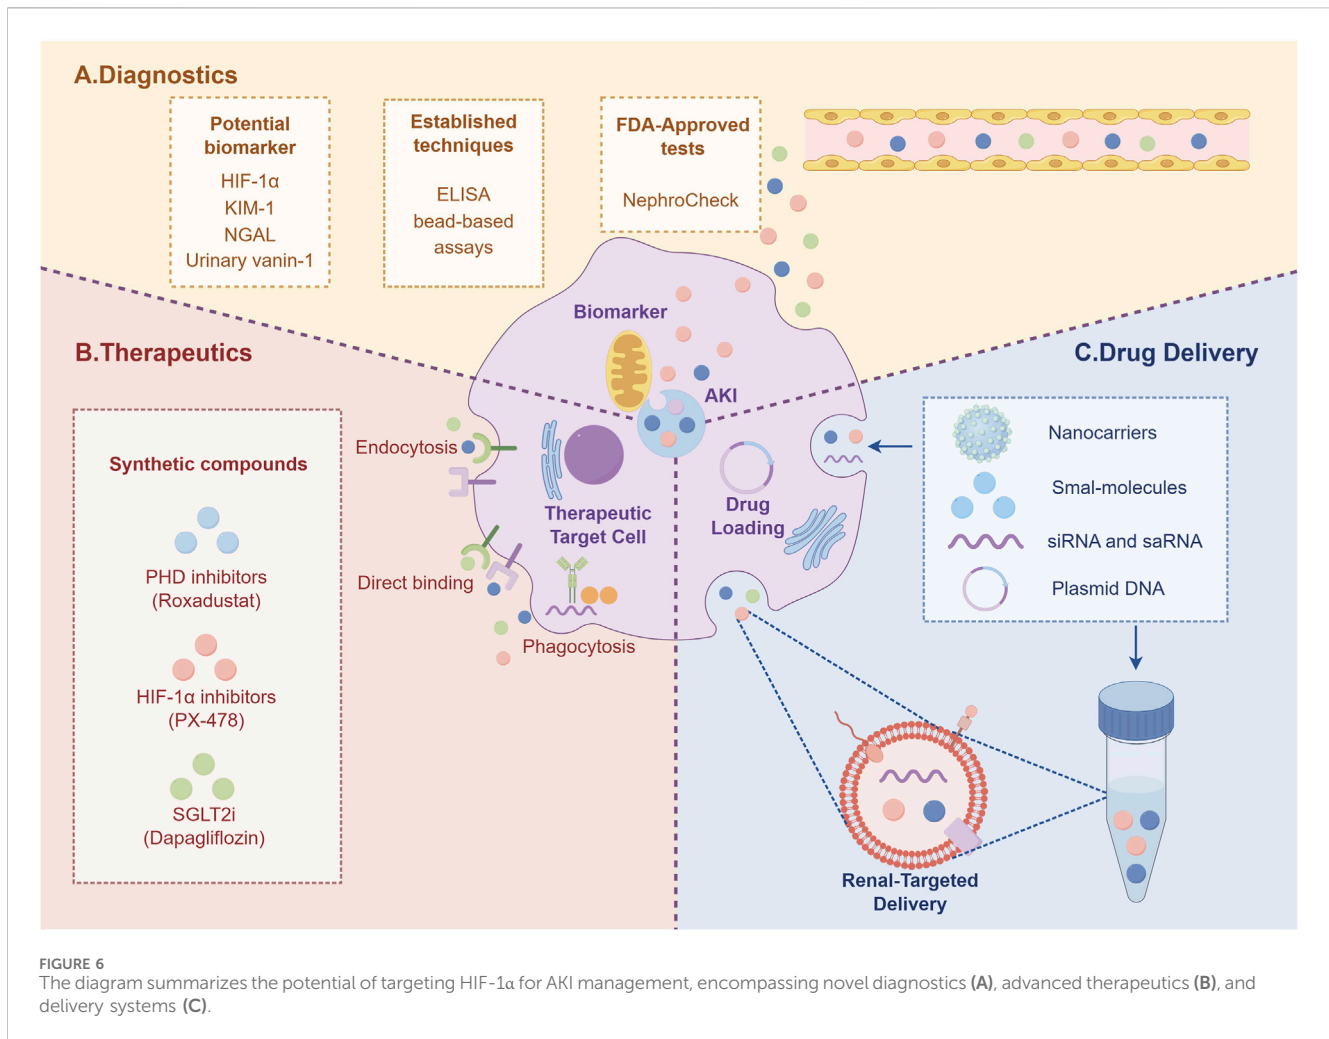 A.Diagnostics
Potential
biomarker
HIF-1α
KIM-1
NGAL
Urinary vanin-1
Established
techniques
ELISA
bead-based
assays
FDA-Approved
tests
NephroCheck
Biomarker
AKI
Therapeutic
Target Cell
Drug
Loading
B.Therapeutics
Synthetic compounds
PHD inhibitors
(Roxadustat)
HIF-1α inhibitors
(PX-478)
SGLT2i
(Dapagliflozin)
Endocytosis
Direct binding
Phagocytosis
C.Drug Delivery
Nanocarriers
Smal-molecules
siRNA and saRNA
Plasmid DNA
Renal-Targeted
Delivery
FIGURE 6
The diagram summarizes the potential of targeting HIF-1α for AKI management, encompassing novel diagnostics (A), advanced therapeutics (B), and
delivery systems (C).